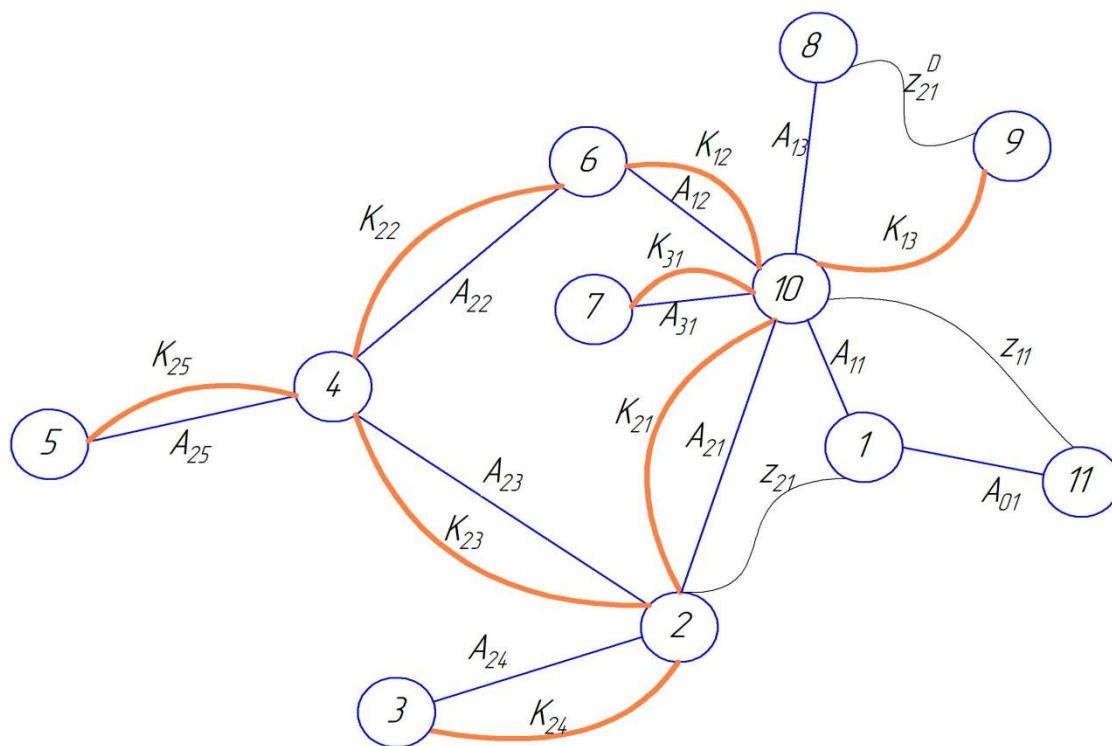 8
z₂₁ᴰ
9
A₁₃
K₁₂
6
A₁₂
K₂₂
K₁₃
K₃₁
10
A₂₂
7
A₃₁
z₁₁
A₁₁
K₂₅
4
K₂₁
5
A₂₅
A₂₁
1
A₂₃
z₂₁
11
A₀₁
K₂₃
2
A₂₄
3
K₂₄